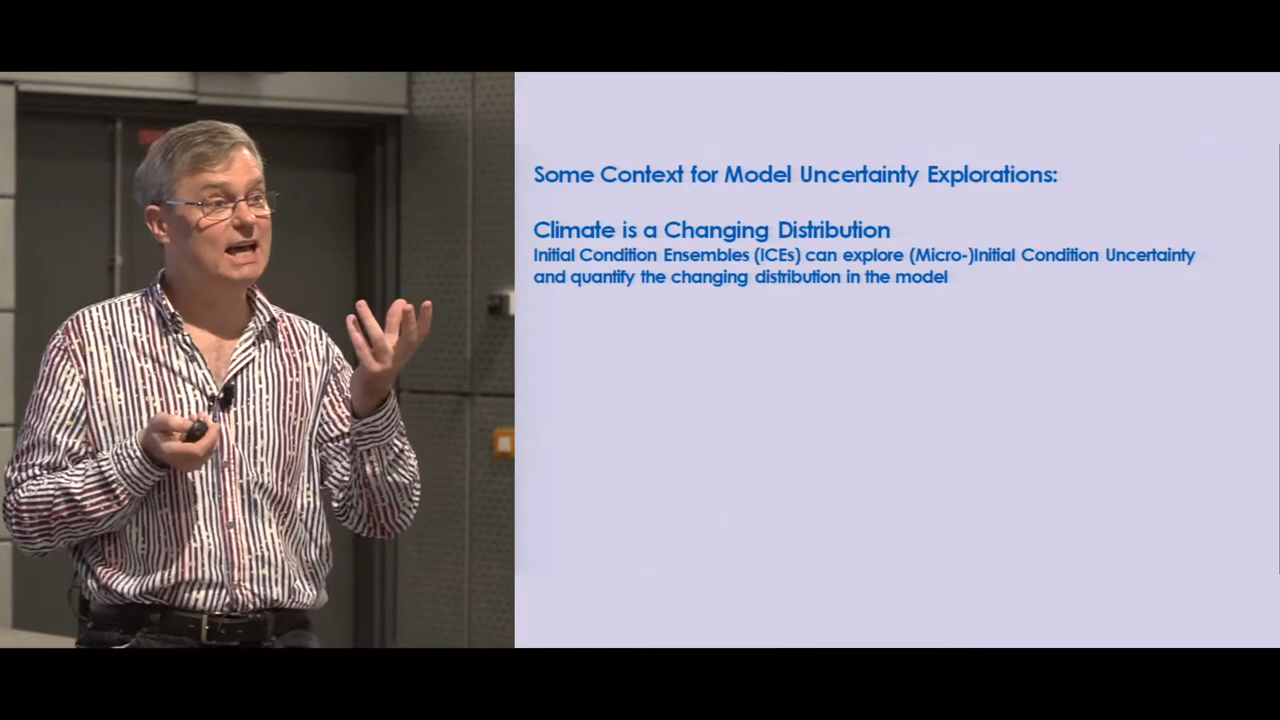 Some Context for Model Uncertainty Explorations:
Climate is a Changing Distribution
Initial Condition Ensembles (ICEs) can explore (Micro-)Initial Condition Uncertainty
and quantify the changing distribution in the model